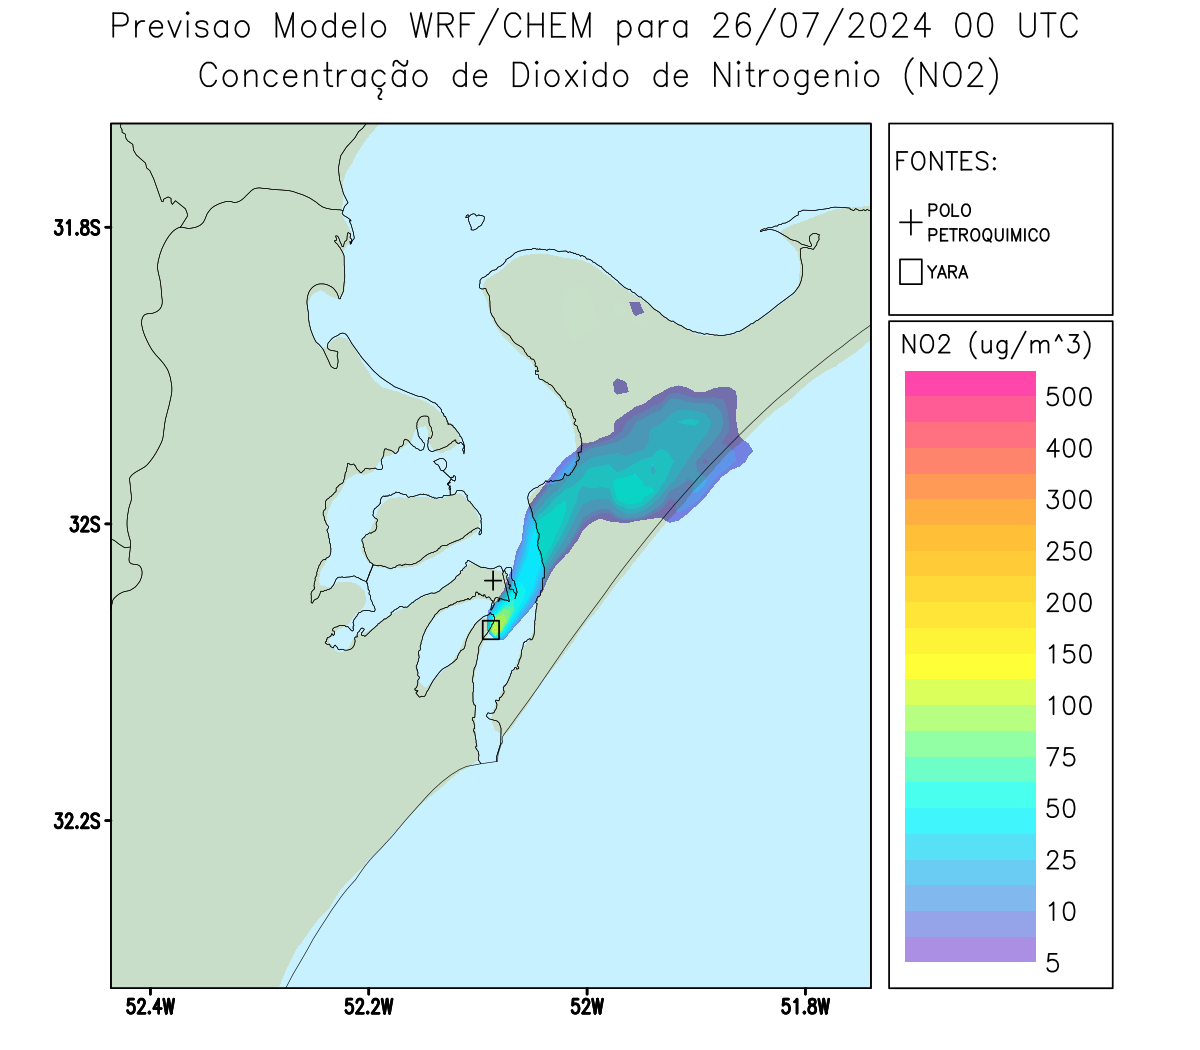 Previsao Modelo WRF/CHEM para 26/07/2024 00 UTC
Concentração de Dioxido de Nitrogenio (NO2)
FONTES:
POLO
PETROQUIMICO
YARA
NO2 (ug/m^3)
500
400
300
250
200
150
100
75
50
25
10
5
31.8S
32S
32.2S
52.4W
52.2W
52W
51.8W